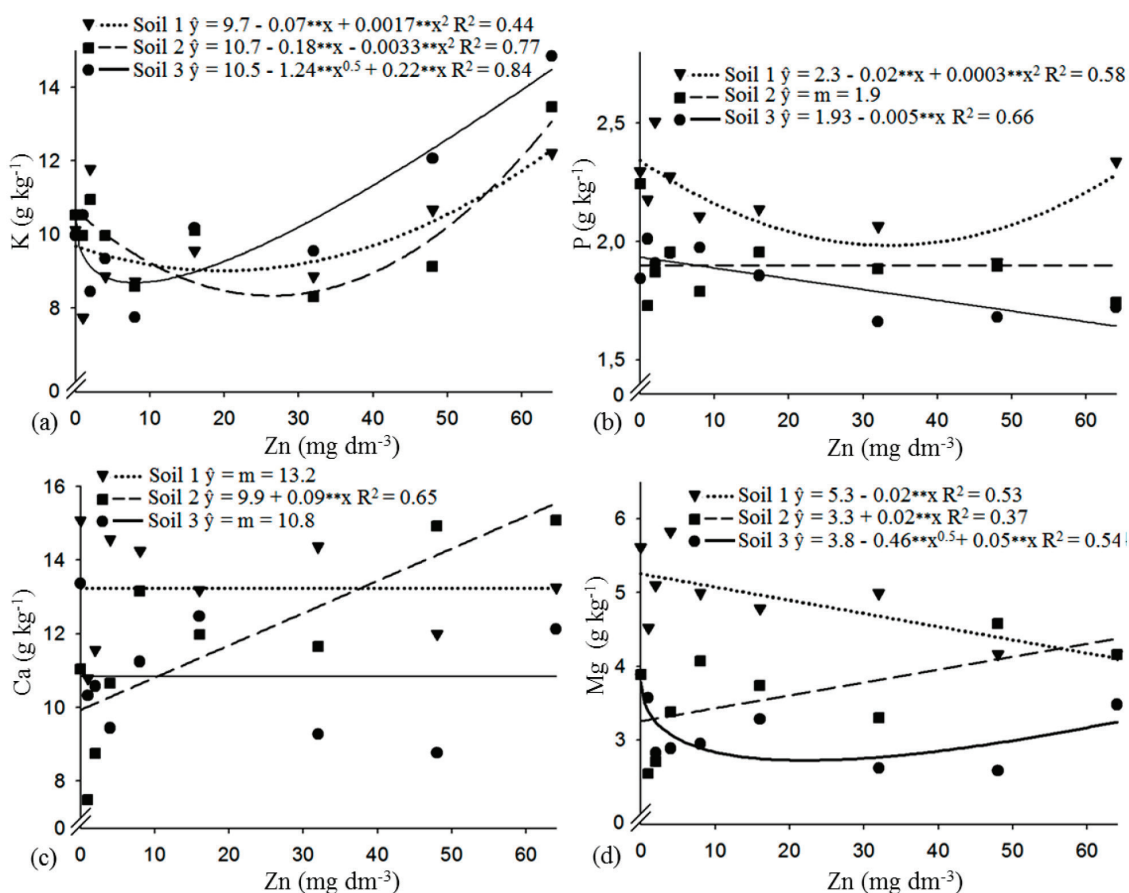 (a)
Soil 1 ŷ = 9.7 - 0.07**x + 0.0017**x² R² = 0.44
Soil 2 ŷ = 10.7 - 0.18**x - 0.0033**x² R² = 0.77
Soil 3 ŷ = 10.5 - 1.24**x⁰·⁵ + 0.22**x R² = 0.84
K (g kg⁻¹)
16
14
12
10
8
0
0 10 20 30 40 50 60
Zn (mg dm⁻³)
Soil 1 ŷ = 2.3 - 0.02**x + 0.0003**x² R² = 0.58
Soil 2 ŷ = m = 1.9
Soil 3 ŷ = 1.93 - 0.005**x R² = 0.66
P (g kg⁻¹)
2,5
2,0
1,5
0
(b)
0 10 20 30 40 50 60
Zn (mg dm⁻³)
Soil 1 ŷ = m = 13.2
Soil 2 ŷ = 9.9 + 0.09**x R² = 0.65
Soil 3 ŷ = m = 10.8
Ca (g kg⁻¹)
16
14
12
10
8
0
(c)
0 10 20 30 40 50 60
Zn (mg dm⁻³)
Soil 1 ŷ = 5.3 - 0.02**x R² = 0.53
Soil 2 ŷ = 3.3 + 0.02**x R² = 0.37
Soil 3 ŷ = 3.8 - 0.46**x⁰·⁵+ 0.05**x R² = 0.54
Mg (g kg⁻¹)
6
5
4
3
0
(d)
0 10 20 30 40 50 60
Zn (mg dm⁻³)